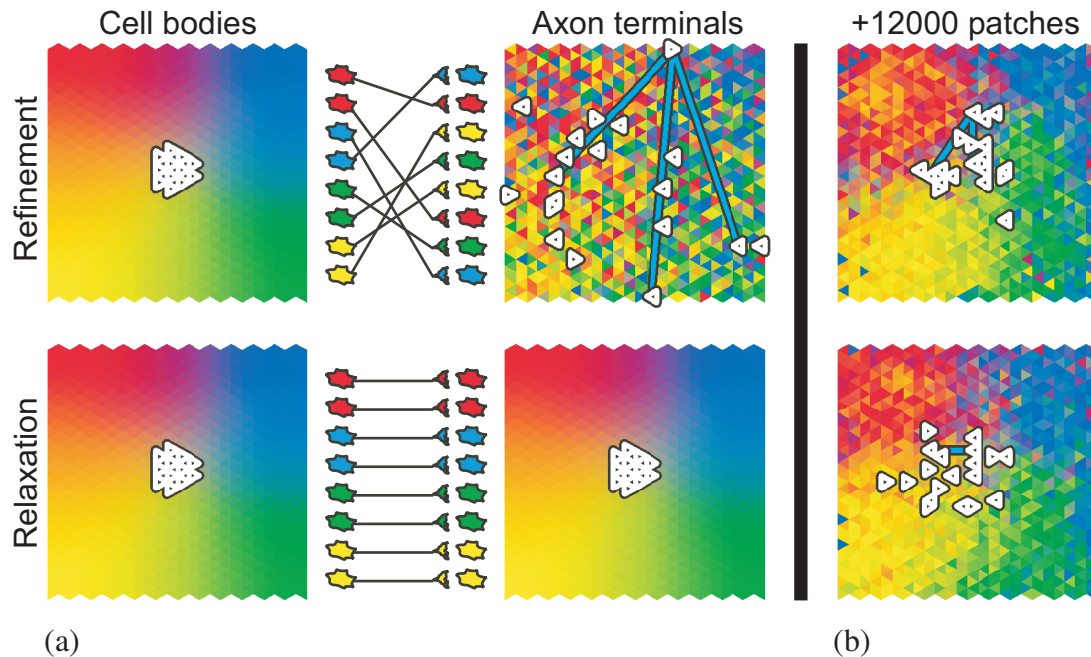 Cell bodies
Axon terminals
+12000 patches
Refinement
Relaxation
(a)
(b)